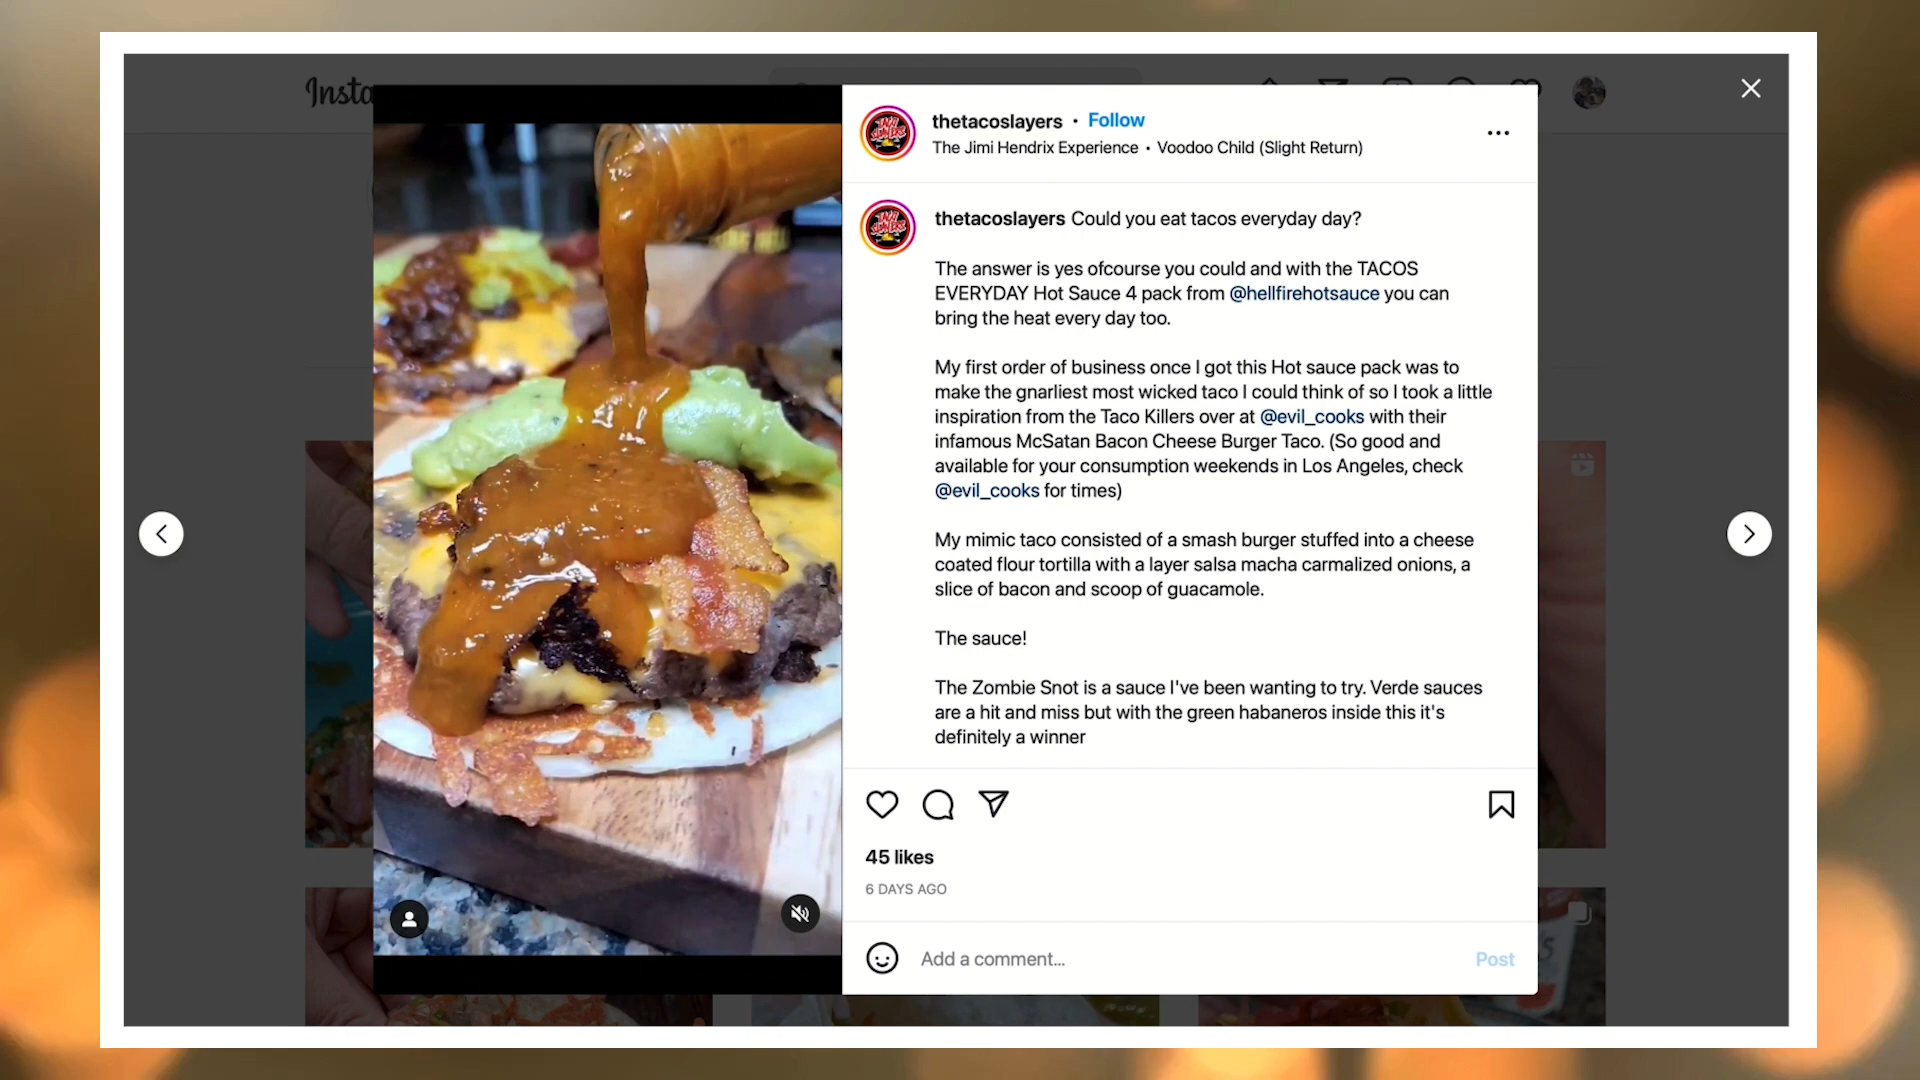 Insta
thetacoslayers • Follow
The Jimi Hendrix Experience • Voodoo Child (Slight Return)
thetacoslayers Could you eat tacos everyday day?
The answer is yes ofcourse you could and with the TACOS
EVERYDAY Hot Sauce 4 pack from @hellfirehotsauce you can
bring the heat every day too.
My first order of business once I got this Hot sauce pack was to
make the gnarliest most wicked taco I could think of so I took a little
inspiration from the Taco Killers over at @evil_cooks with their
infamous McSatan Bacon Cheese Burger Taco. (So good and
available for your consumption weekends in Los Angeles, check
@evil_cooks for times)
My mimic taco consisted of a smash burger stuffed into a cheese
coated flour tortilla with a layer salsa macha carmalized onions, a
slice of bacon and scoop of guacamole.
The sauce!
The Zombie Snot is a sauce I've been wanting to try. Verde sauces
are a hit and miss but with the green habaneros inside this it's
definitely a winner
45 likes
6 DAYS AGO
Add a comment...
Post